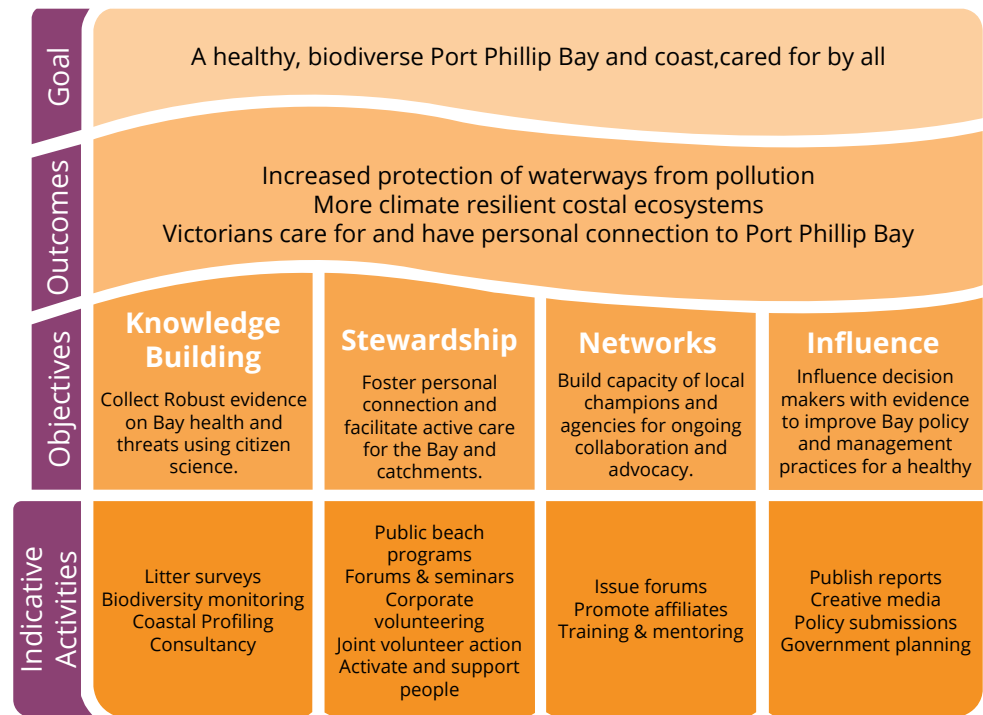 Goal
A healthy, biodiverse Port Phillip Bay and coast,cared for by all
Outcomes
Increased protection of waterways from pollution
More climate resilient costal ecosystems
Victorians care for and have personal connection to Port Phillip Bay
Objectives
Knowledge
Building
Collect Robust evidence
on Bay health and
threats using citizen
science.
Stewardship
Foster personal
connection and
facilitate active care
for the Bay and
catchments.
Networks
Build capacity of local
champions and
agencies for ongoing
collaboration and
advocacy.
Influence
Influence decision
makers with evidence
to improve Bay policy
and management
practices for a healthy
Indicative
Activities
Litter surveys
Biodiversity monitoring
Coastal Profiling
Consultancy
Public beach
programs
Forums & seminars
Corporate
volunteering
Joint volunteer action
Activate and support
people
Issue forums
Promote affiliates
Training & mentoring
Publish reports
Creative media
Policy submissions
Government planning